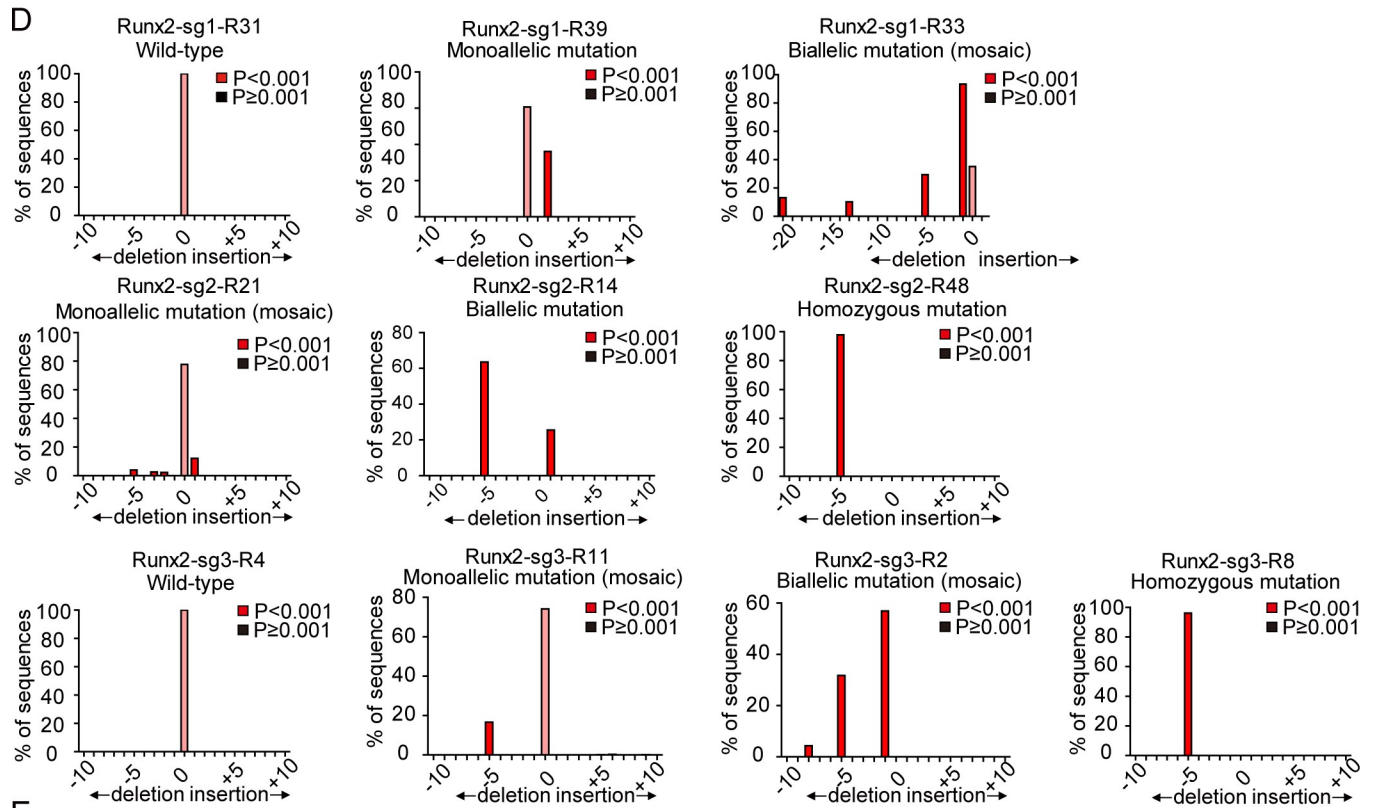 D
Runx2-sg1-R31
Wild-type
% of sequences
100
80
60
40
20
0
P<0.001
P≥0.001
-10
-5
0
+5
+10
←deletion insertion→
Runx2-sg1-R39
Monoallelic mutation
% of sequences
100
80
60
40
20
0
P<0.001
P≥0.001
-10
-5
0
+5
+10
←deletion insertion→
Runx2-sg1-R33
Biallelic mutation (mosaic)
% of sequences
100
80
60
40
20
0
P<0.001
P≥0.001
-20
-15
-10
-5
0
←deletion insertion→
Runx2-sg2-R21
Monoallelic mutation (mosaic)
% of sequences
100
80
60
40
20
0
P<0.001
P≥0.001
-10
-5
0
+5
+10
←deletion insertion→
Runx2-sg2-R14
Biallelic mutation
% of sequences
80
60
40
20
0
P<0.001
P≥0.001
-10
-5
0
+5
+10
←deletion insertion→
Runx2-sg2-R48
Homozygous mutation
% of sequences
100
80
60
40
20
0
P<0.001
P≥0.001
-10
-5
0
+5
+10
←deletion insertion→
Runx2-sg3-R4
Wild-type
% of sequences
100
80
60
40
20
0
P<0.001
P≥0.001
-10
-5
0
+5
+10
←deletion insertion→
Runx2-sg3-R11
Monoallelic mutation (mosaic)
% of sequences
80
60
40
20
0
P<0.001
P≥0.001
-10
-5
0
+5
+10
←deletion insertion→
Runx2-sg3-R2
Biallelic mutation (mosaic)
% of sequences
60
40
20
0
P<0.001
P≥0.001
-10
-5
0
+5
+10
←deletion insertion→
Runx2-sg3-R8
Homozygous mutation
% of sequences
100
80
60
40
20
0
P<0.001
P≥0.001
-10
-5
0
+5
+10
←deletion insertion→